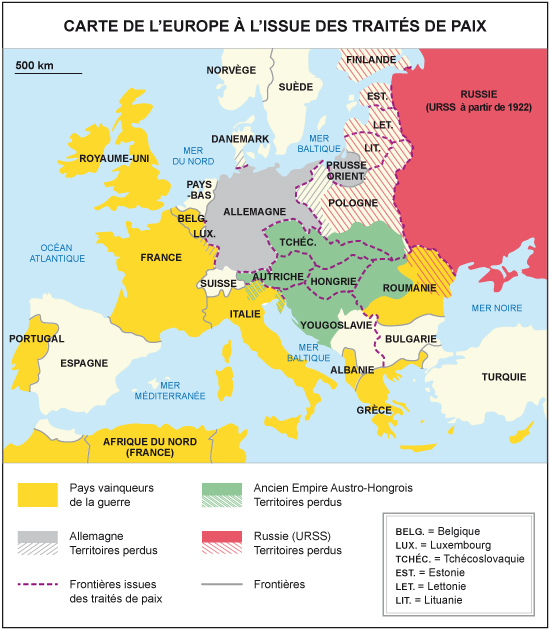 CARTE DE L'EUROPE À L'ISSUE DES TRAITÉS DE PAIX
500 km
NORVÈGE
FINLANDE
SUÈDE
RUSSIE
(URSS à partir de 1922)
EST.
LET.
DANEMARK
MER
BALTIQUE
MER
DU NORD
LIT.
ROYAUME-UNI
PRUSSE
ORIENT.
PAYS
-BAS
POLOGNE
BELG.
ALLEMAGNE
LUX.
TCHÉC.
OCÉAN
ATLANTIQUE
FRANCE
AUTRICHE
HONGRIE
SUISSE
ROUMANIE
ITALIE
MER NOIRE
YOUGOSLAVIE
PORTUGAL
BULGARIE
MER
BALTIQUE
ESPAGNE
ALBANIE
TURQUIE
MER
MÉDITERRANÉE
GRÈCE
AFRIQUE DU NORD
(FRANCE)
Pays vainqueurs
de la guerre
Ancien Empire Austro-Hongrois
Territoires perdus
Allemagne
Territoires perdus
Russie (URSS)
Territoires perdus
Frontières issues
des traités de paix
Frontières
BELG. = Belgique
LUX. = Luxembourg
TCHÉC. = Tchécoslovaquie
EST. = Estonie
LET. = Lettonie
LIT. = Lituanie